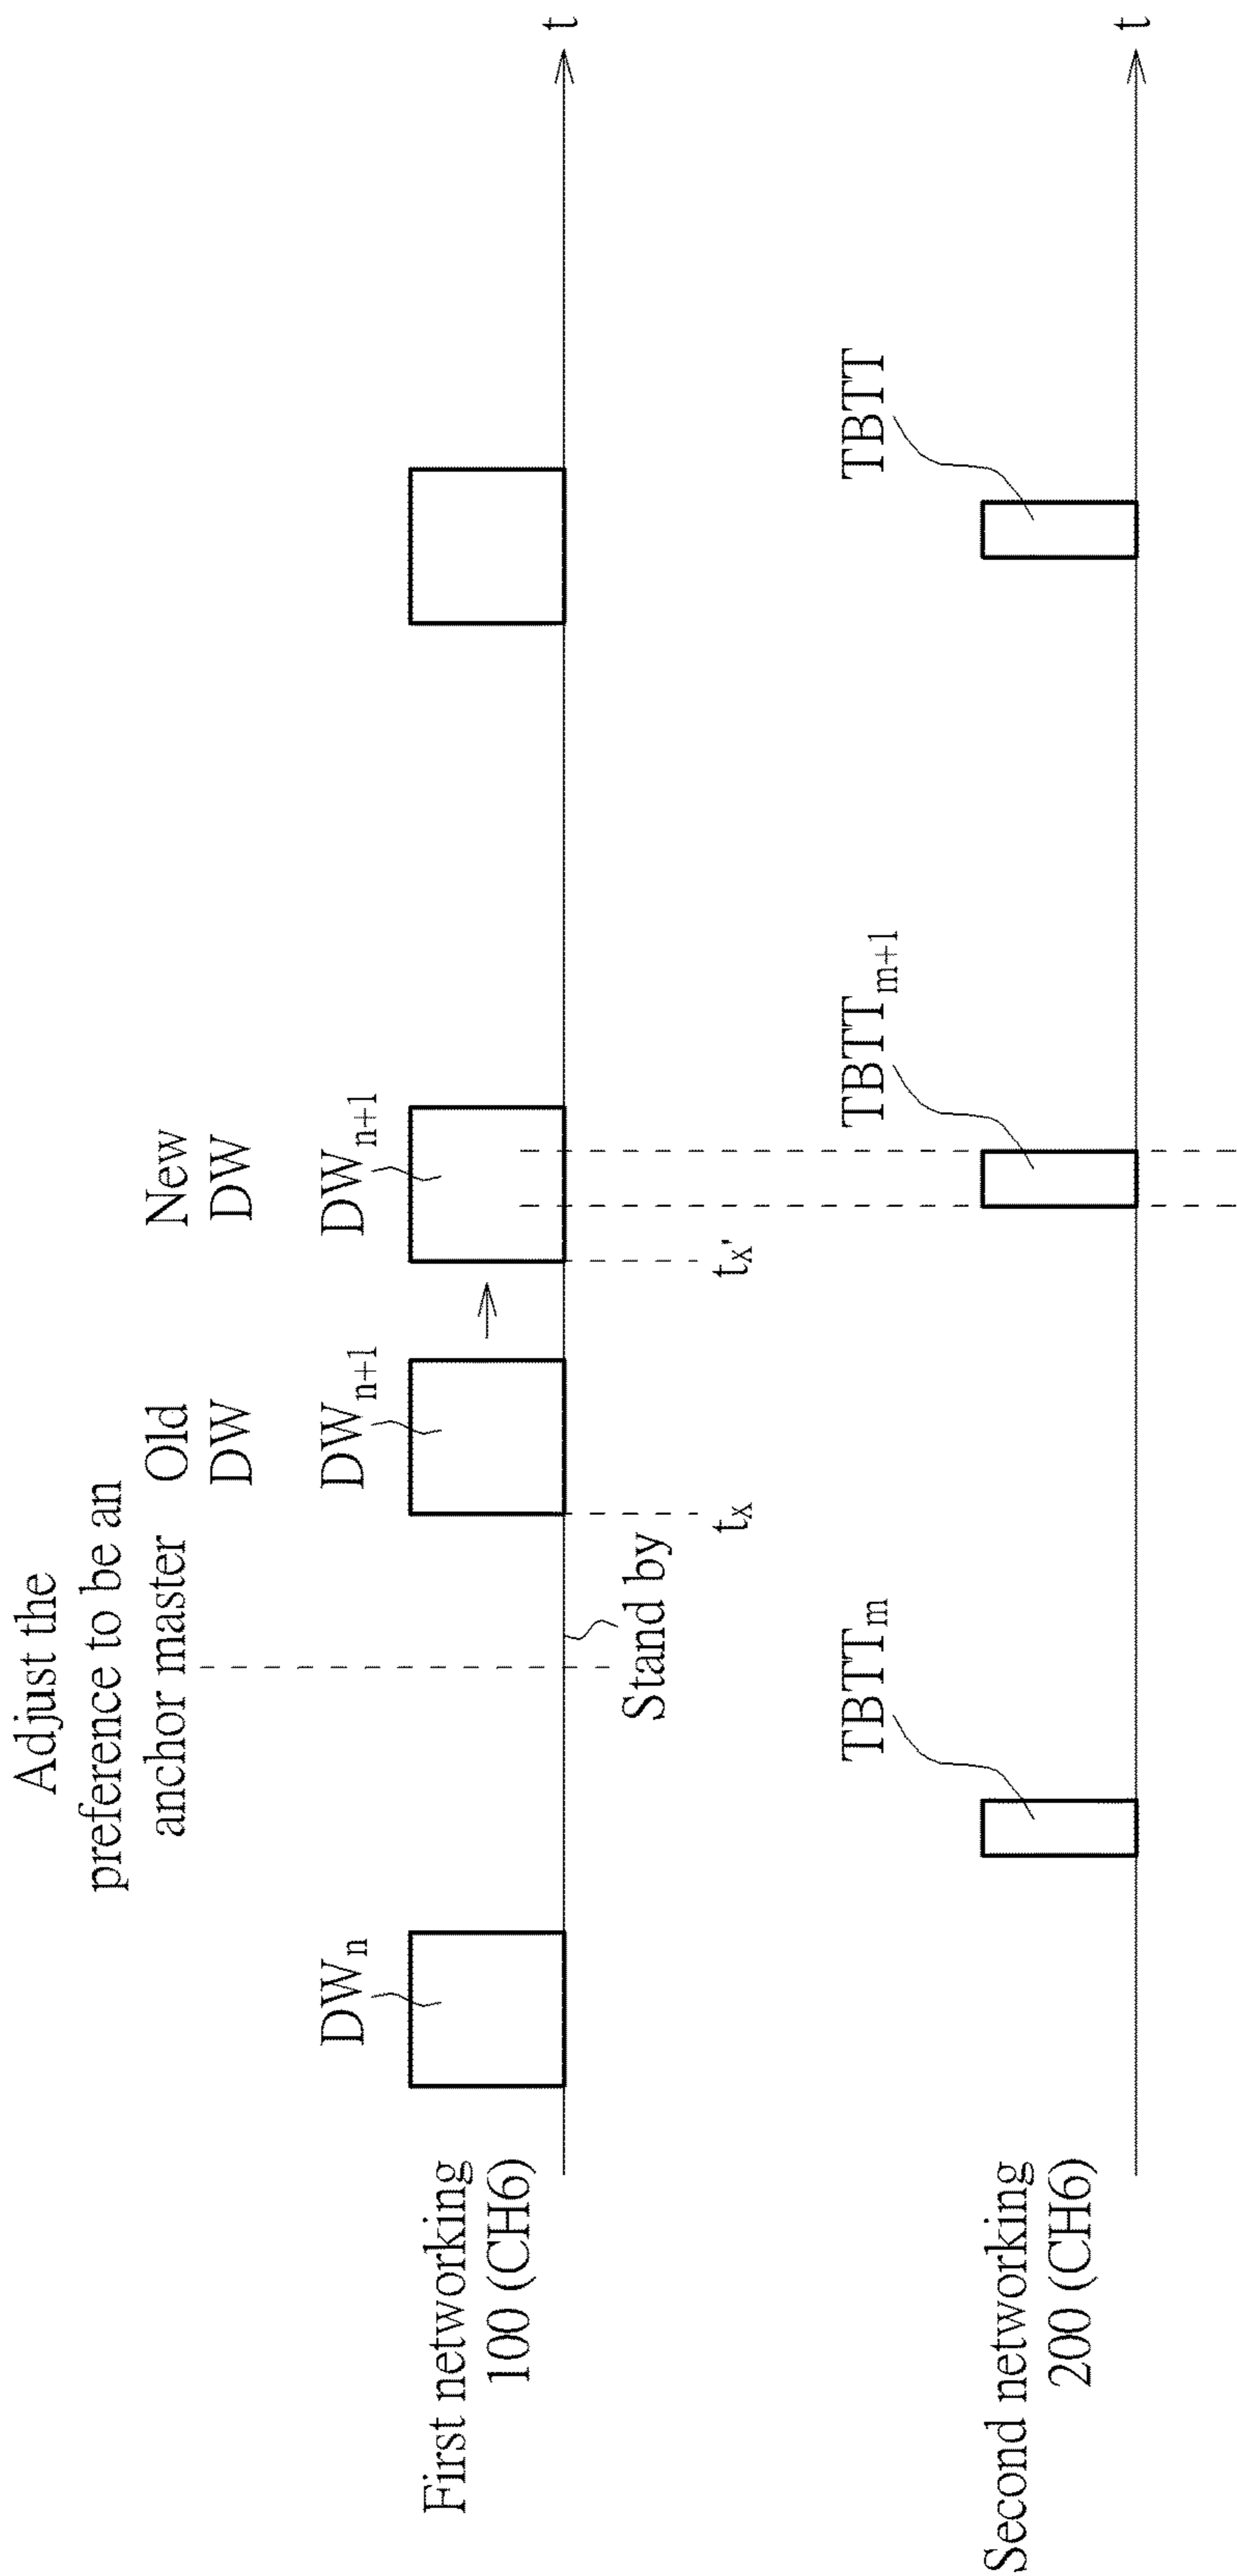 Adjust the
preference to be an
anchor master
Old
DW
New
DW
DWn
DWn+1
DWn+1
t
First networking
100 (CH6)
Stand by
tx
tx'
TBTTm
TBTTm+1
TBTT
t
Second networking
200 (CH6)